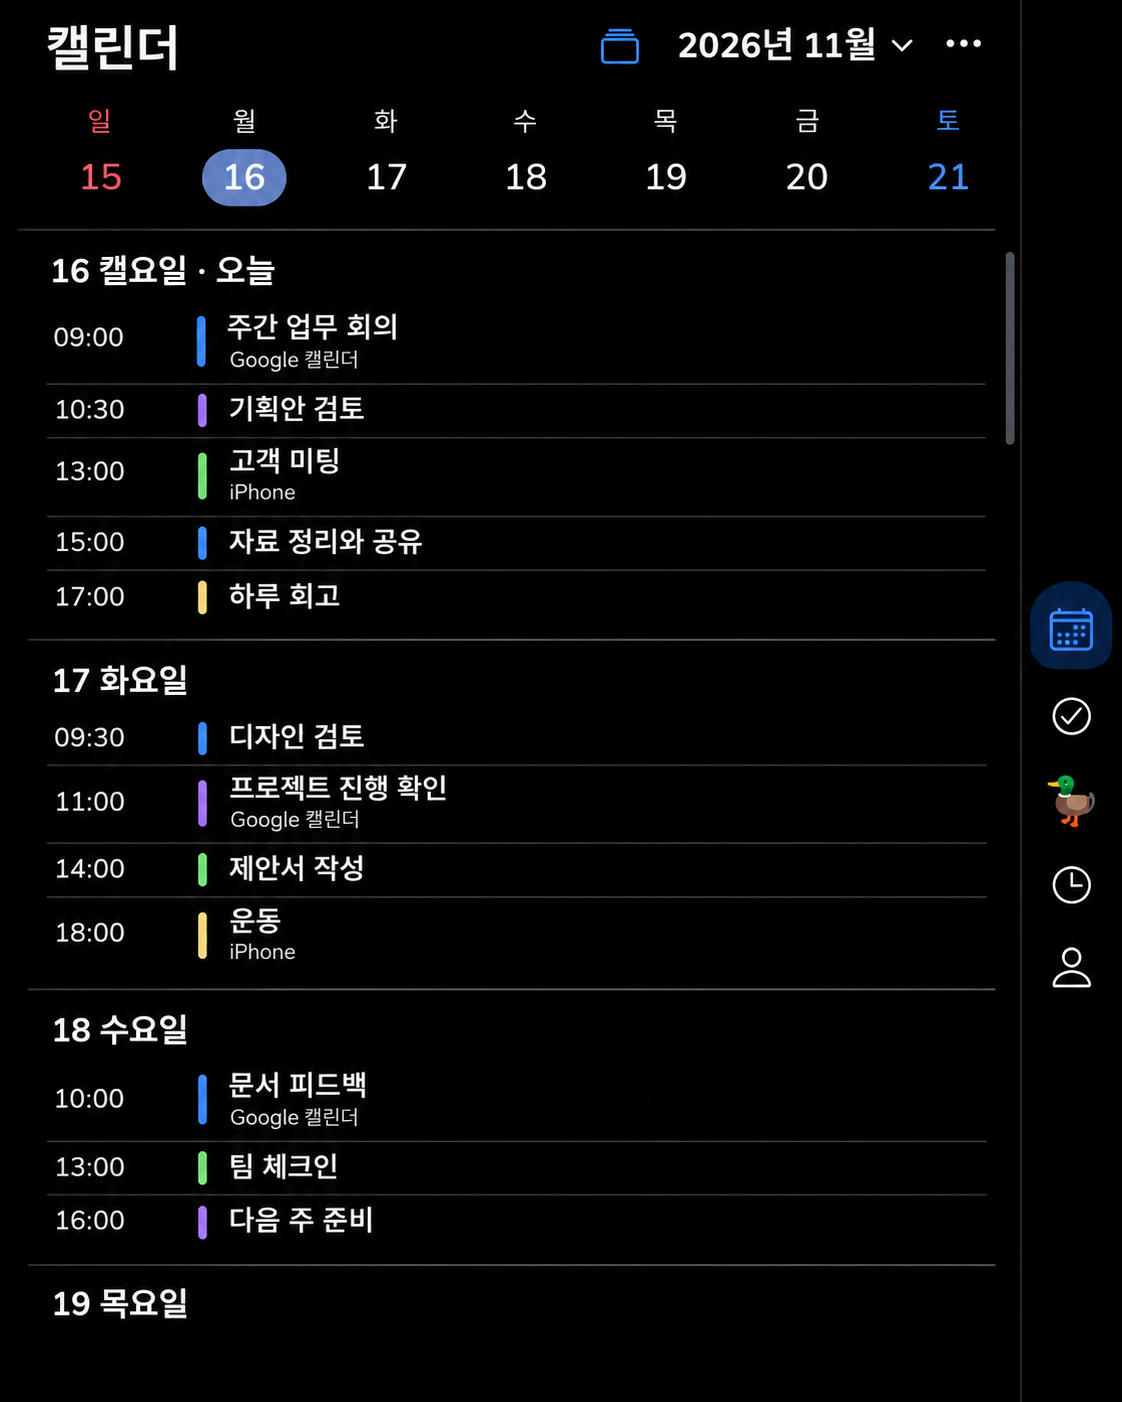 캘린더
2026년 11월
일 월 화 수 목 금 토
15 16 17 18 19 20 21
16 캘요일 · 오늘
09:00 주간 업무 회의
Google 캘린더
10:30 기획안 검토
13:00 고객 미팅
iPhone
15:00 자료 정리와 공유
17:00 하루 회고
17 화요일
09:30 디자인 검토
11:00 프로젝트 진행 확인
Google 캘린더
14:00 제안서 작성
18:00 운동
iPhone
18 수요일
10:00 문서 피드백
Google 캘린더
13:00 팀 체크인
16:00 다음 주 준비
19 목요일